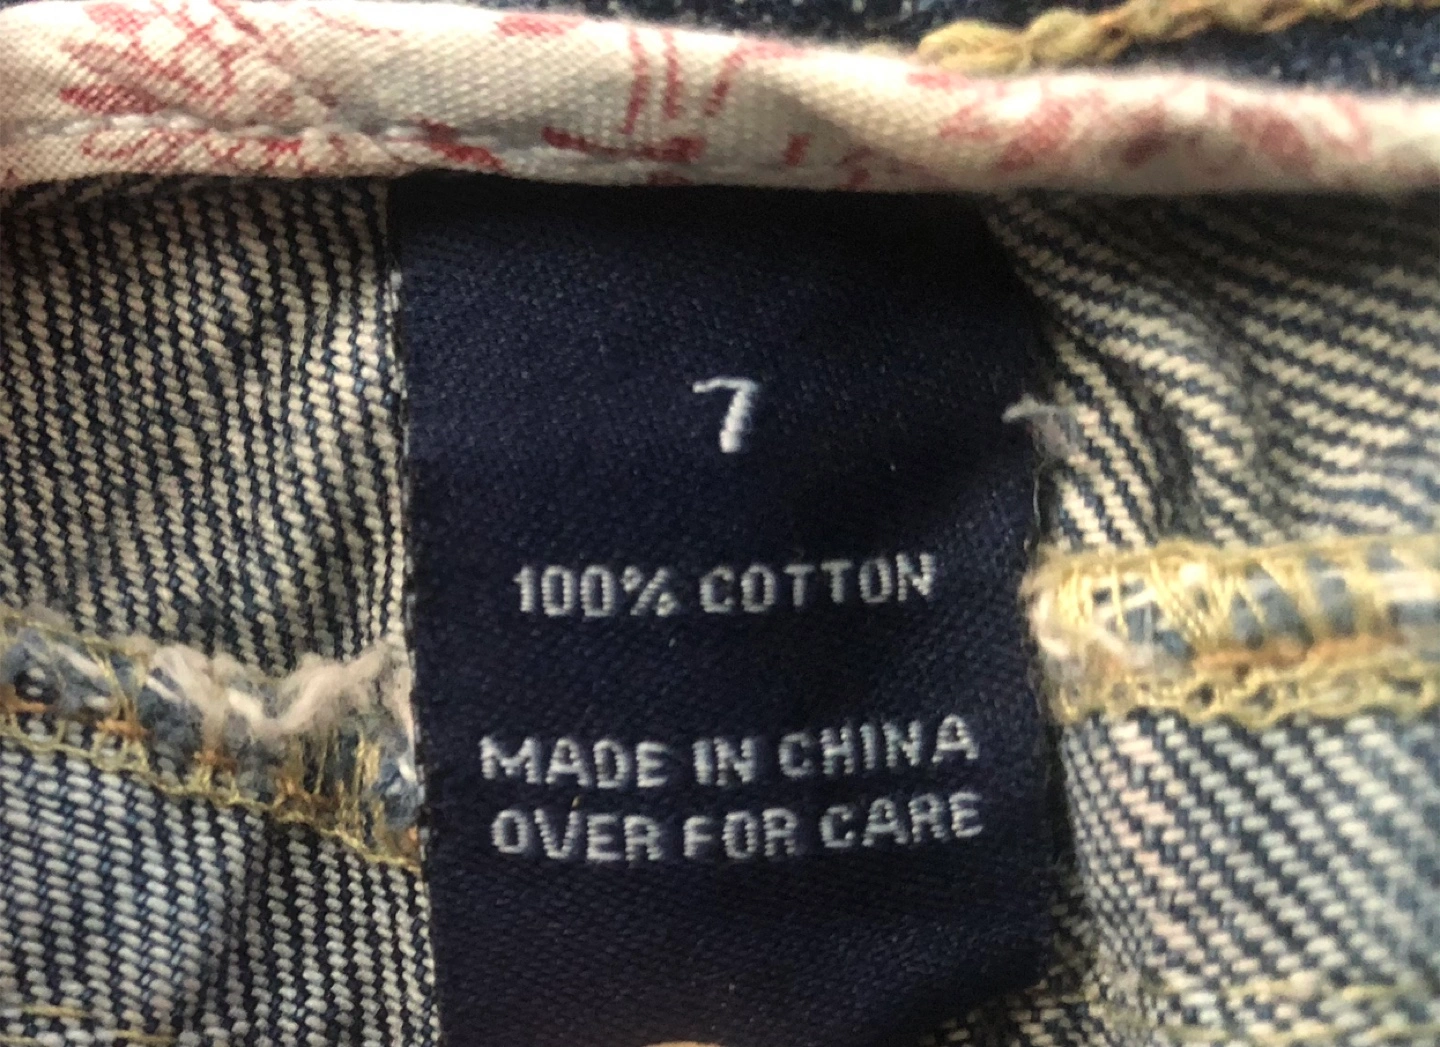 7
100% COTTON
MADE IN CHINA
OVER FOR CARE